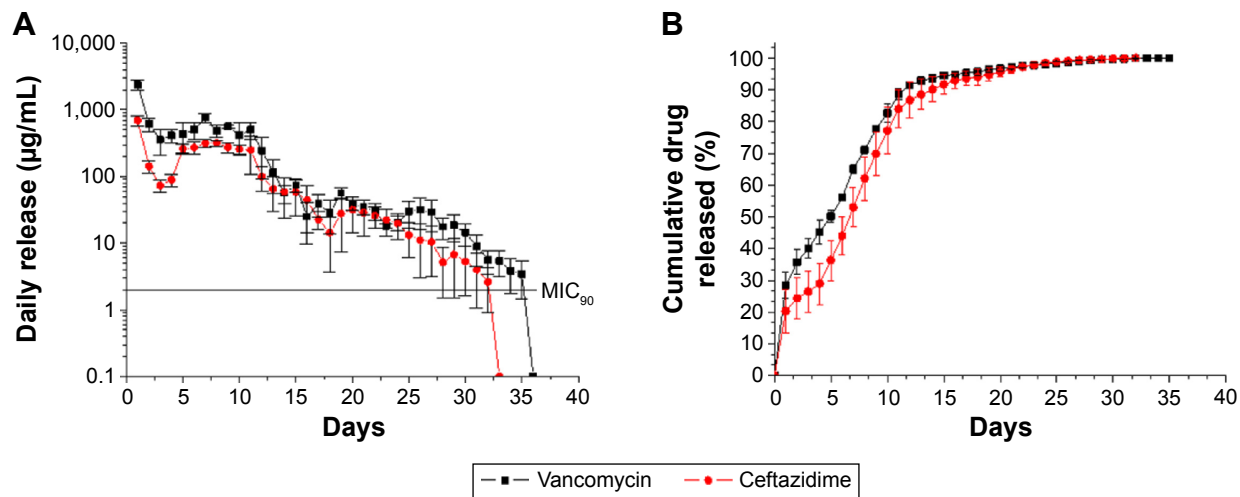 A
10,000
1,000
100
10
1
0.1
Daily release (µg/mL)
MIC90
0 5 10 15 20 25 30 35 40
Days
B
100
90
80
70
60
50
40
30
20
10
0
Cumulative drug
released (%)
0 5 10 15 20 25 30 35 40
Days
Vancomycin Ceftazidime